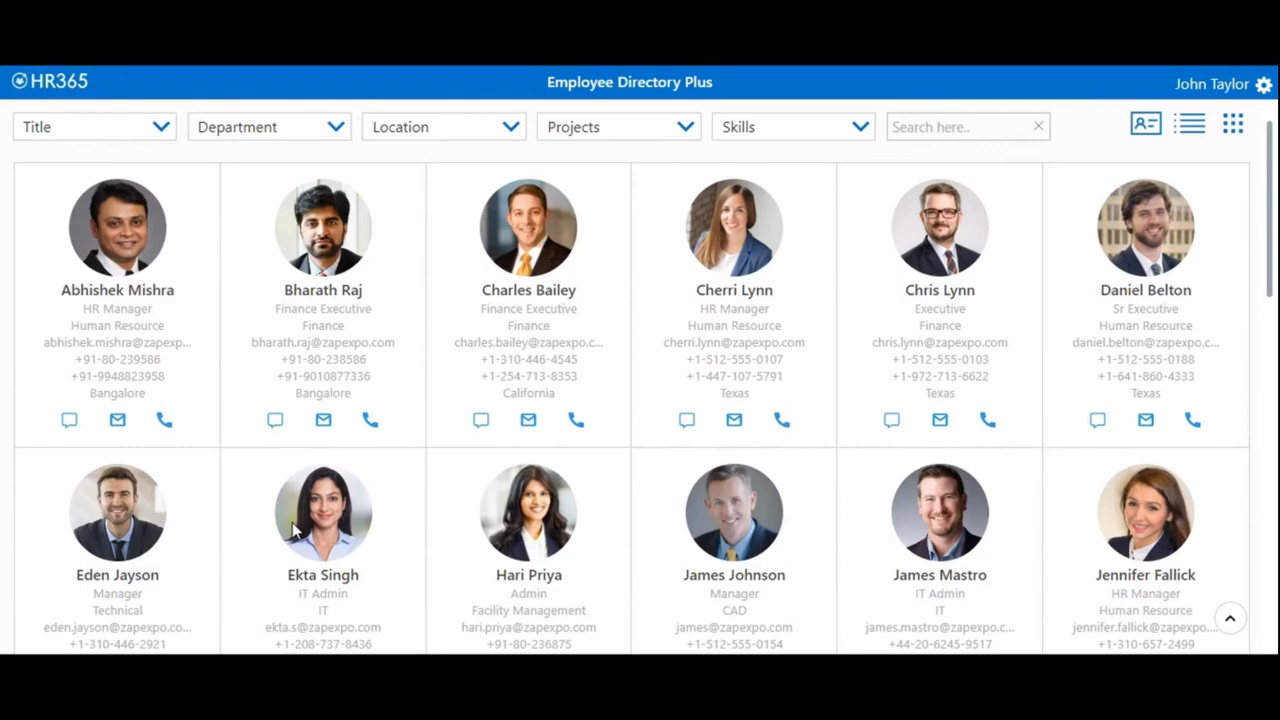 HR365
Employee Directory Plus
John Taylor
Title
Department
Location
Projects
Skills
Search here..
Abhishek Mishra
HR Manager
Human Resource
abhishek.mishra@zapexp...
+91-80-239586
+91-9948823958
Bangalore
Bharath Raj
Finance Executive
Finance
bharath.raj@zapexpo.com
+91-80-238586
+91-9010877336
Bangalore
Charles Bailey
Finance Executive
Finance
charles.bailey@zapexpo.c...
+1-310-446-4545
+1-254-713-8353
California
Cherri Lynn
HR Manager
Human Resource
cherri.lynn@zapexpo.com
+1-512-555-0107
+1-447-107-5791
Texas
Chris Lynn
Executive
Finance
chris.lynn@zapexpo.com
+1-512-555-0103
+1-972-713-6622
Texas
Daniel Belton
Sr Executive
Human Resource
daniel.belton@zapexpo.c...
+1-512-555-0188
+1-641-860-4333
Texas
Eden Jayson
Manager
Technical
eden.jayson@zapexpo.co...
+1-310-446-2921
Ekta Singh
IT Admin
IT
ekta.s@zapexpo.com
+1-208-737-8436
Hari Priya
Admin
Facility Management
hari.priya@zapexpo.com
+91-80-236875
James Johnson
Manager
CAD
james@zapexpo.com
+1-512-555-0154
James Mastro
IT Admin
IT
james.mastro@zapexpo.c...
+44-20-6245-9517
Jennifer Fallick
HR Manager
Human Resource
jennifer.fallick@zapexpo....
+1-310-657-2499